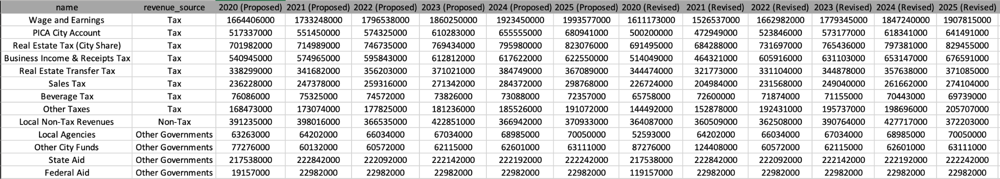 name revenue_source 2020 (Proposed) 2021 (Proposed) 2022 (Proposed) 2023 (Proposed) 2024 (Proposed) 2025 (Proposed) 2020 (Revised) 2021 (Revised) 2022 (Revised) 2023 (Revised) 2024 (Revised) 2025 (Revised)
Wage and Earnings Tax 1664406000 1733248000 1796538000 1860250000 1923450000 1993577000 1611173000 1526537000 1662982000 1779345000 1847240000 1907815000
PICA City Account Tax 517337000 551450000 574325000 610283000 655555000 680941000 500200000 472949000 523846000 573177000 618341000 641491000
Real Estate Tax (City Share) Tax 701982000 714989000 746735000 769434000 795980000 823076000 691495000 684288000 731697000 765436000 797381000 829455000
Business Income & Receipts Tax Tax 540945000 574965000 595843000 612812000 617622000 622550000 514049000 464321000 605916000 631103000 653147000 676591000
Real Estate Transfer Tax Tax 338299000 341682000 356203000 371021000 384749000 367089000 344474000 321773000 331104000 344878000 357638000 371085000
Sales Tax Tax 236228000 247378000 259316000 271342000 284372000 298768000 226724000 204984000 231568000 249040000 261662000 274104000
Beverage Tax Tax 76086000 75325000 74572000 73826000 73088000 72357000 65758000 72600000 71874000 71155000 70443000 69739000
Other Taxes Tax 168473000 173074000 177825000 181236000 185526000 191072000 144492000 152878000 192431000 195737000 198696000 205707000
Local Non-Tax Revenues Non-Tax 391235000 398016000 366535000 422851000 366942000 370933000 364087000 360509000 362508000 390764000 427717000 372203000
Local Agencies Other Governments 63263000 64202000 66034000 67034000 68985000 70050000 52593000 64202000 66034000 67034000 68985000 70050000
Other City Funds Other Governments 77276000 60132000 60572000 62115000 62601000 63111000 87276000 124408000 60572000 62115000 62601000 63111000
State Aid Other Governments 217538000 222842000 222092000 222142000 222192000 222242000 217538000 222842000 222092000 222142000 222192000 222242000
Federal Aid Other Governments 19157000 22982000 22982000 22982000 22982000 22982000 119157000 22982000 22982000 22982000 22982000 22982000